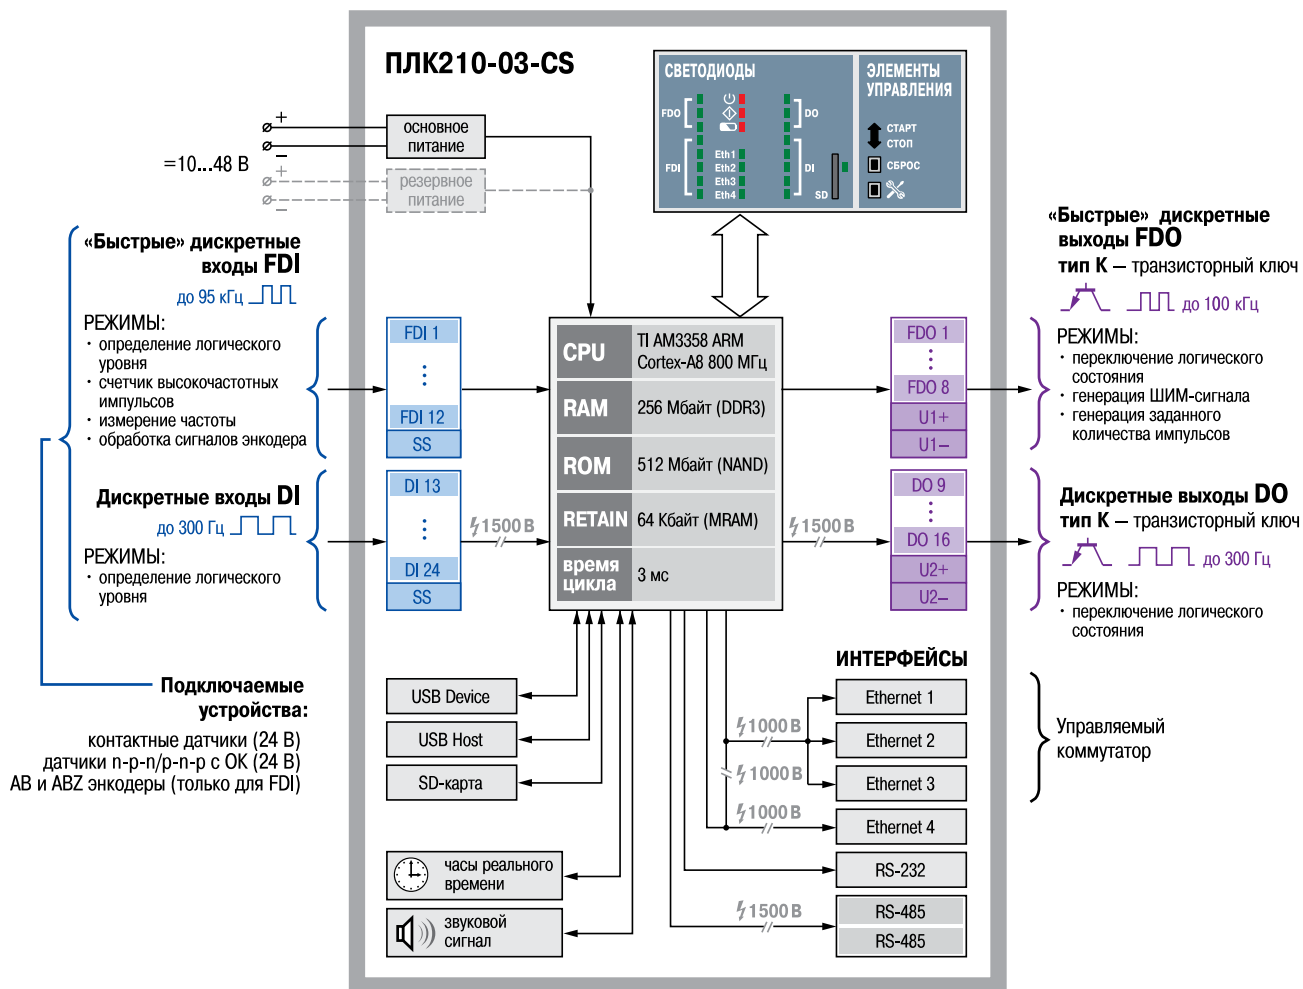 ПЛК210-03-CS
СВЕТОДИОДЫ
FDO
DO
FDI
Eth1
Eth2
Eth3
Eth4
DI
SD
ЭЛЕМЕНТЫ
УПРАВЛЕНИЯ
СТАРТ
СТОП
СБРОС
+
−
=10...48 В
+
−
основное
питание
резервное
питание
«Быстрые» дискретные
входы FDI
до 95 кГц
РЕЖИМЫ:
· определение логического
уровня
· счетчик высокочастотных
импульсов
· измерение частоты
· обработка сигналов энкодера
Дискретные входы DI
до 300 Гц
РЕЖИМЫ:
· определение логического
уровня
Подключаемые
устройства:
контактные датчики (24 В)
датчики n-p-n/p-n-p с ОК (24 В)
AB и ABZ энкодеры (только для FDI)
FDI 1
FDI 12
SS
DI 13
DI 24
SS
1500 В
CPU
TI AM3358 ARM
Cortex-A8 800 МГц
RAM
256 Мбайт (DDR3)
ROM
512 Мбайт (NAND)
RETAIN
64 Кбайт (MRAM)
время
цикла
3 мс
1500 В
FDO 1
FDO 8
U1+
U1−
DO 9
DO 16
U2+
U2−
«Быстрые» дискретные
выходы FDO
тип К − транзисторный ключ
до 100 кГц
РЕЖИМЫ:
· переключение логического
состояния
· генерация ШИМ-сигнала
· генерация заданного
количества импульсов
Дискретные выходы DO
тип К − транзисторный ключ
до 300 Гц
РЕЖИМЫ:
· переключение логического
состояния
USB Device
USB Host
SD-карта
часы реального
времени
звуковой
сигнал
ИНТЕРФЕЙСЫ
1000 В
1000 В
1000 В
1500 В
Ethernet 1
Ethernet 2
Ethernet 3
Ethernet 4
RS-232
RS-485
RS-485
Управляемый
коммутатор